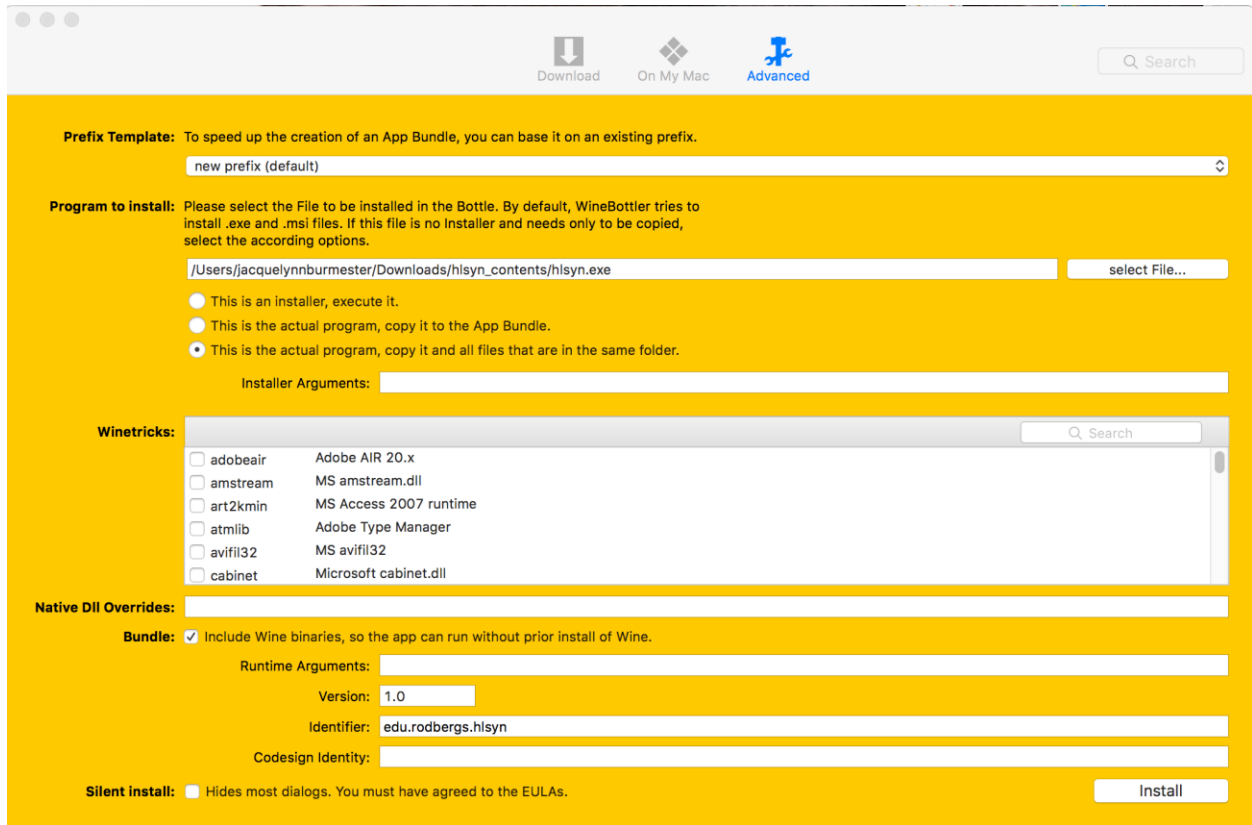 Download On My Mac Advanced
Search
Prefix Template: To speed up the creation of an App Bundle, you can base it on an existing prefix.
new prefix (default)
Program to install: Please select the File to be installed in the Bottle. By default, WineBottler tries to
install .exe and .msi files. If this file is no Installer and needs only to be copied,
select the according options.
/Users/jacquelynnburmester/Downloads/hlsyn_contents/hlsyn.exe select File...
This is an installer, execute it.
This is the actual program, copy it to the App Bundle.
This is the actual program, copy it and all files that are in the same folder.
Installer Arguments:
Winetricks: Search
adobeair Adobe AIR 20.x
amstream MS amstream.dll
art2kmin MS Access 2007 runtime
atmlib Adobe Type Manager
avifil32 MS avifil32
cabinet Microsoft cabinet.dll
Native Dll Overrides:
Bundle: Include Wine binaries, so the app can run without prior install of Wine.
Runtime Arguments:
Version: 1.0
Identifier: edu.rodbergs.hlsyn
Codesign Identity:
Silent install: Hides most dialogs. You must have agreed to the EULAs. Install